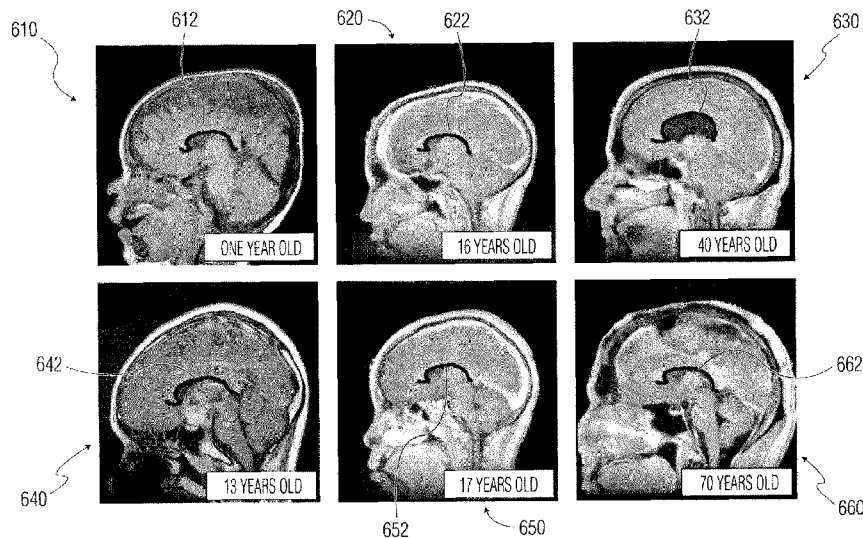 610
612
620
622
632
630
ONE YEAR OLD
16 YEARS OLD
40 YEARS OLD
642
662
640
13 YEARS OLD
17 YEARS OLD
70 YEARS OLD
652
650
660